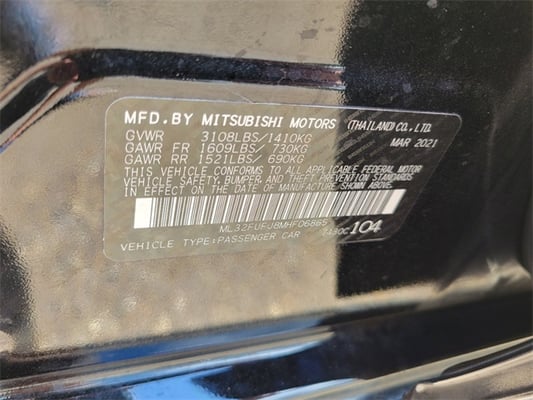 MFD.BY MITSUBISHI MOTORS (THAILAND) CO., LTD.
GVWR 3108LBS/1410KG MAR 2021
GAWR FR 1609LBS/ 730KG
GAWR RR 1521LBS/ 690KG
THIS VEHICLE CONFORMS TO ALL APPLICABLE FEDERAL MOTOR
VEHICLE SAFETY, BUMPER AND THEFT PREVENTION STANDARDS
IN EFFECT ON THE DATE OF MANUFACTURE SHOWN ABOVE.
VEHICLE TYPE:PASSENGER CAR 104